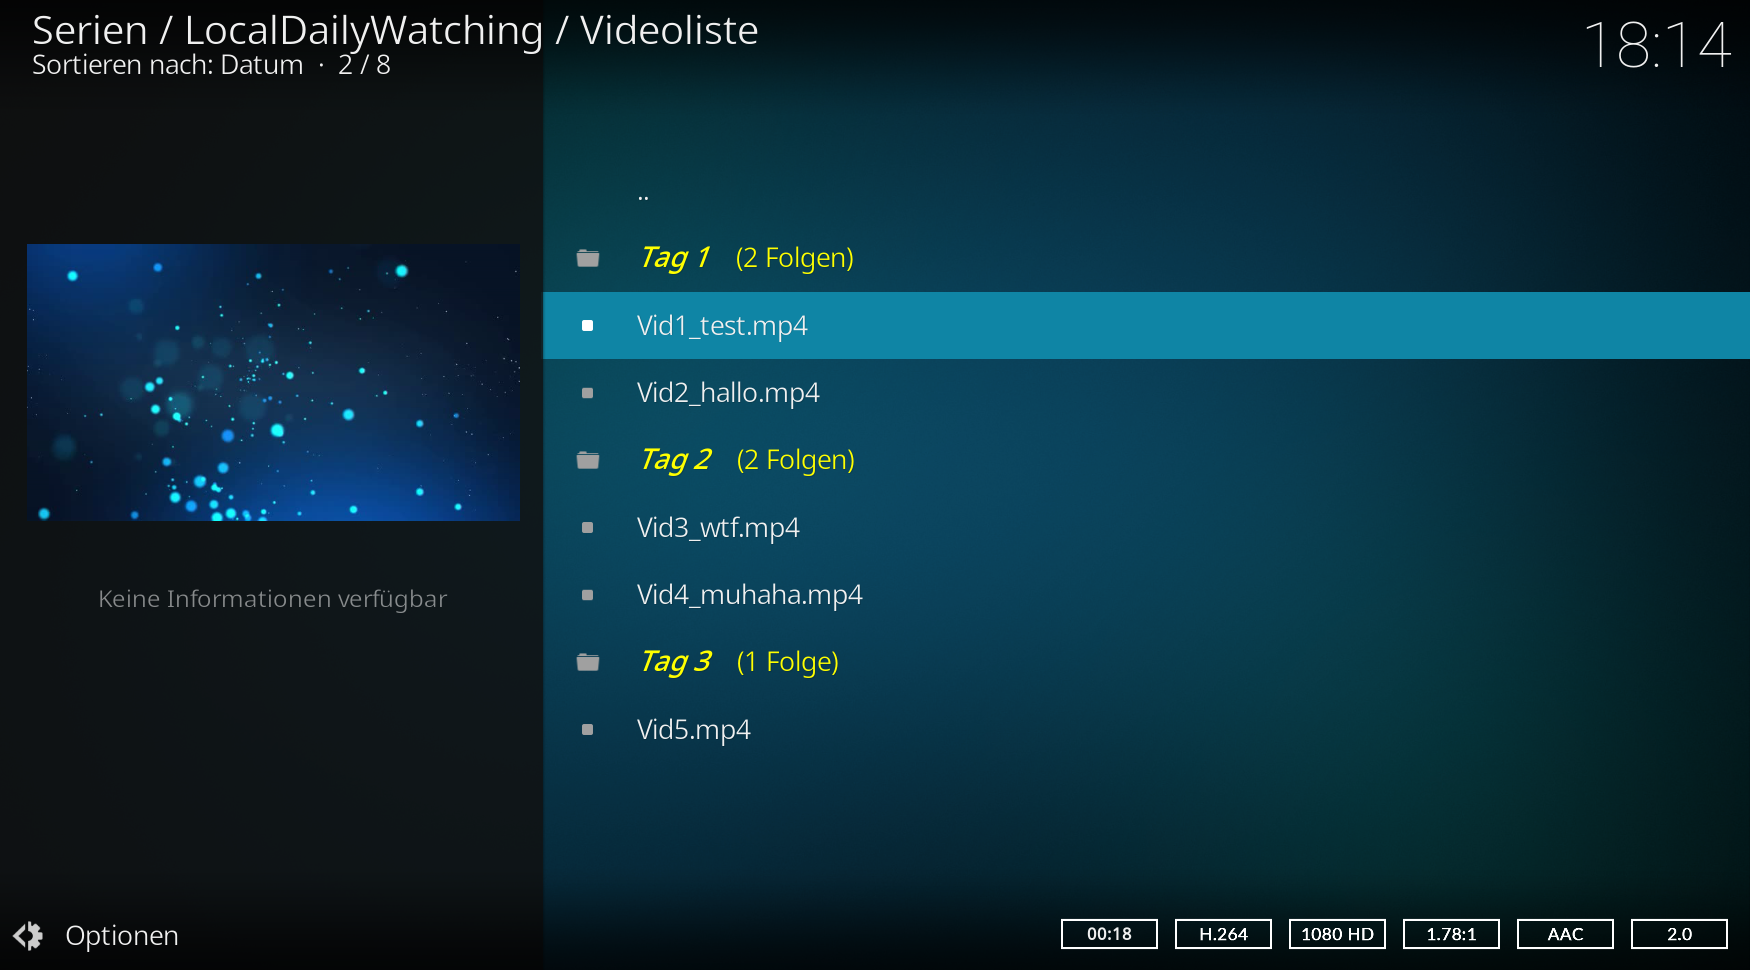 Serien / LocalDailyWatching / Videoliste
18:14
Sortieren nach: Datum · 2 / 8
..
Tag 1 (2 Folgen)
Vid1_test.mp4
Vid2_hallo.mp4
Tag 2 (2 Folgen)
Vid3_wtf.mp4
Vid4_muhaha.mp4
Tag 3 (1 Folge)
Vid5.mp4
Keine Informationen verfügbar
Optionen
00:18 H.264 1080 HD 1.78:1 AAC 2.0